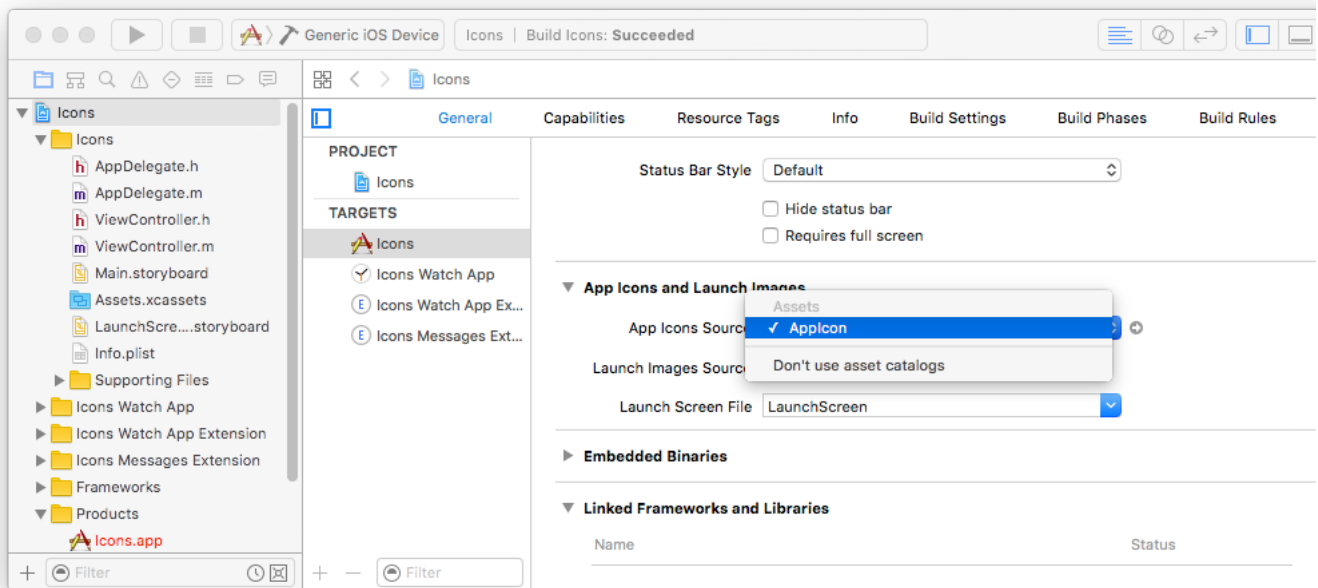 Generic iOS Device
Icons | Build Icons: Succeeded
Icons
Icons
AppDelegate.h
AppDelegate.m
ViewController.h
ViewController.m
Main.storyboard
Assets.xcassets
LaunchScre....storyboard
Info.plist
Supporting Files
Icons Watch App
Icons Watch App Extension
Icons Messages Extension
Frameworks
Products
Icons.app
Filter
Icons
General
Capabilities
Resource Tags
Info
Build Settings
Build Phases
Build Rules
PROJECT
Icons
TARGETS
Icons
Icons Watch App
Icons Watch App Ex...
Icons Messages Ext...
Filter
Status Bar Style
Default
Hide status bar
Requires full screen
App Icons and Launch Images
Assets
App Icons Sourc
✓ AppIcon
Launch Images Sourc
Don't use asset catalogs
Launch Screen File
LaunchScreen
Embedded Binaries
Linked Frameworks and Libraries
Name
Status